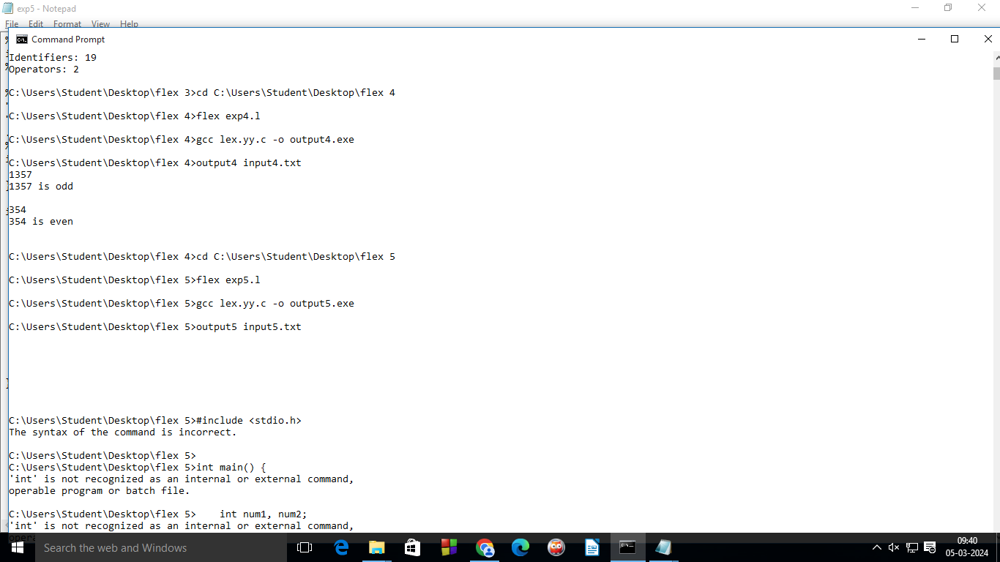 exp5 - Notepad
File Edit Format View Help
Command Prompt
Identifiers: 19
Operators: 2
C:\Users\Student\Desktop\flex 3>cd C:\Users\Student\Desktop\flex 4
C:\Users\Student\Desktop\flex 4>flex exp4.l
C:\Users\Student\Desktop\flex 4>gcc lex.yy.c -o output4.exe
C:\Users\Student\Desktop\flex 4>output4 input4.txt
1357
1357 is odd
354
354 is even
C:\Users\Student\Desktop\flex 4>cd C:\Users\Student\Desktop\flex 5
C:\Users\Student\Desktop\flex 5>flex exp5.l
C:\Users\Student\Desktop\flex 5>gcc lex.yy.c -o output5.exe
C:\Users\Student\Desktop\flex 5>output5 input5.txt
C:\Users\Student\Desktop\flex 5>#include <stdio.h>
The syntax of the command is incorrect.
C:\Users\Student\Desktop\flex 5>
C:\Users\Student\Desktop\flex 5>int main() {
'int' is not recognized as an internal or external command,
operable program or batch file.
C:\Users\Student\Desktop\flex 5>    int num1, num2;
'int' is not recognized as an internal or external command,
Search the web and Windows
09:40
05-03-2024